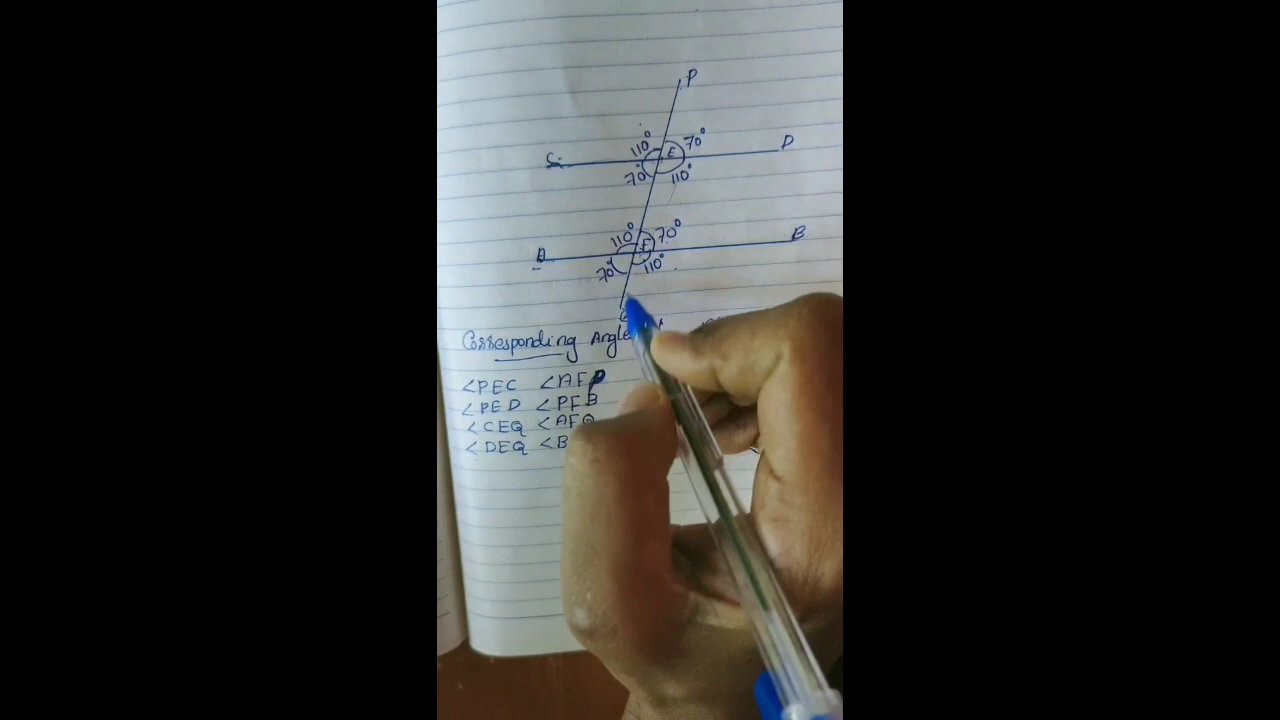 P
110° 70°
C E D
70° 110°
110° 70°
A F B
70° 110°
Corresponding Angle
∠PEC ∠AFP
∠PED ∠PFB
∠CEQ ∠AFQ
∠DEQ ∠B